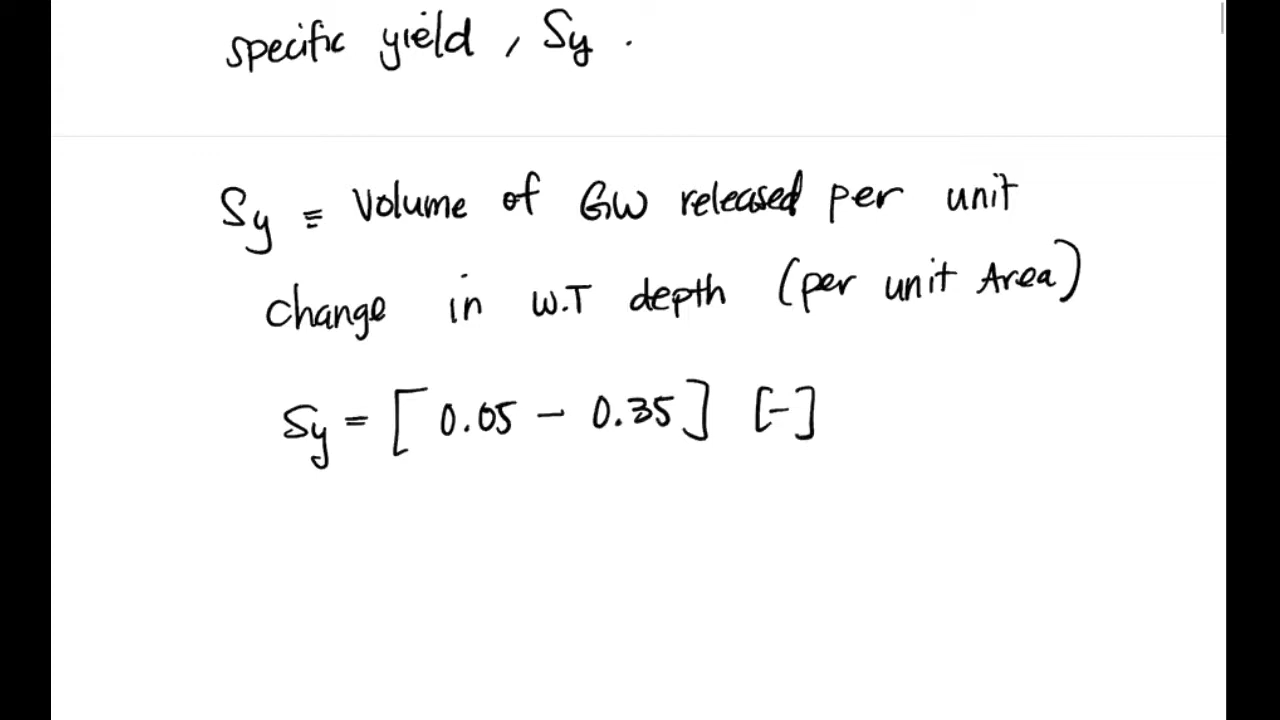 specific yield, Sy.
Sy ≡ Volume of GW released per unit
change in W.T depth (per unit Area)
Sy = [0.05 - 0.35] [-]